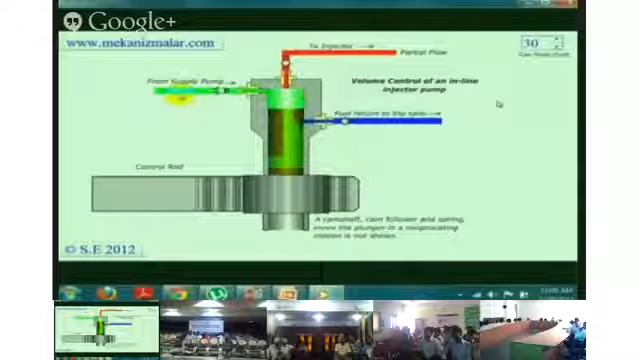 Google+
www.mekanizmalar.com
30
To Injector
Partial Flow
From Supply Pump
Volume Control of an in-line
injector pump
Fuel return to the tank
Control Rod
A camshaft, cam follower and spring,
move the plunger in a reciprocating
motion is not shown.
© S.E 2012